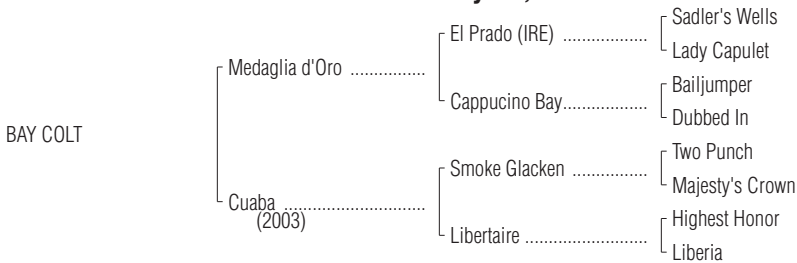 Sadler's Wells
El Prado (IRE) .................
Lady Capulet
Medaglia d'Oro ................
Bailjumper
Cappucino Bay.................
Dubbed In
BAY COLT
Two Punch
Smoke Glacken ...............
Majesty's Crown
Cuaba .............................
(2003)
Highest Honor
Libertaire .........................
Liberia